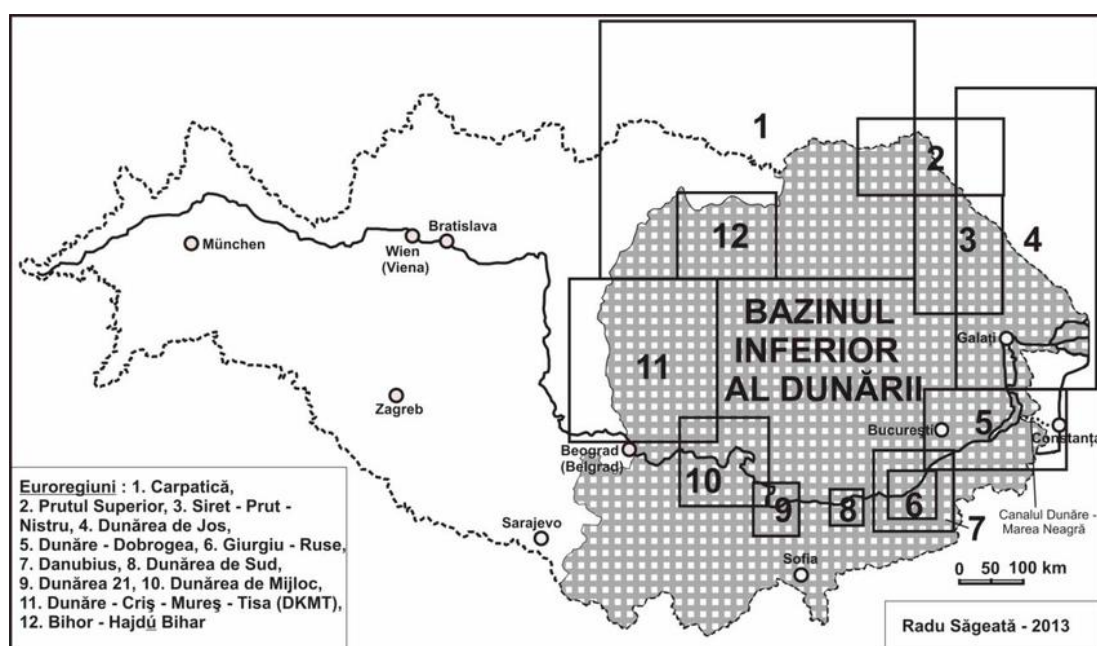 1
2
3
4
12
München
Wien
(Viena)
Bratislava
BAZINUL
INFERIOR
AL DUNĂRII
Galați
11
Zagreb
București
5
Constanța
Beograd
(Belgrad)
10
9
8
6
7
Canalul Dunăre -
Marea Neagră
Sarajevo
Sofia
0 50 100 km
Euroregiuni : 1. Carpatică,
2. Prutul Superior, 3. Siret - Prut -
Nistru, 4. Dunărea de Jos,
5. Dunăre - Dobrogea, 6. Giurgiu - Ruse,
7. Danubius, 8. Dunărea de Sud,
9. Dunărea 21, 10. Dunărea de Mijloc,
11. Dunăre - Criş - Mureş - Tisa (DKMT),
12. Bihor - Hajdú Bihar
Radu Săgeată - 2013